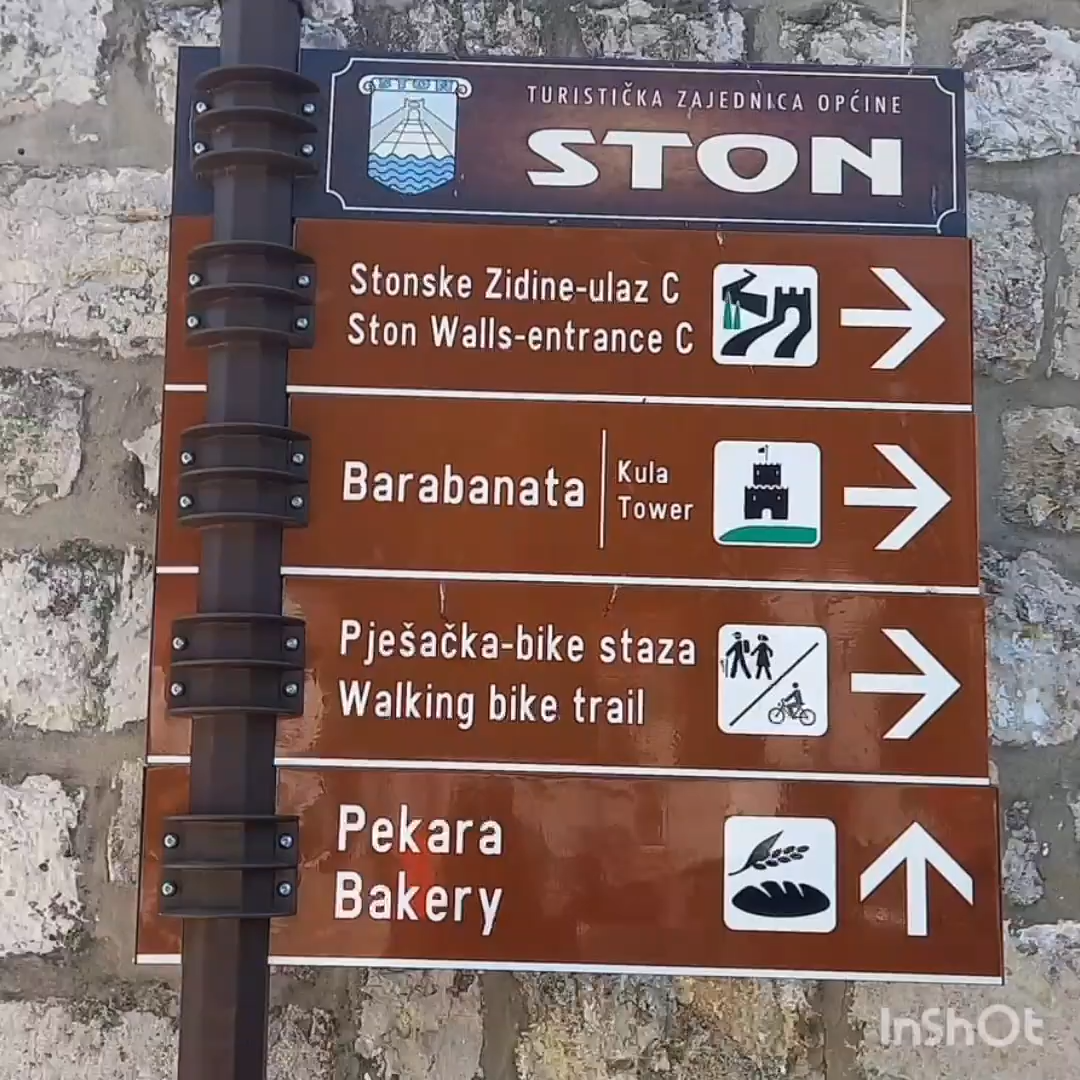 STON
TURISTIČKA ZAJEDNICA OPĆINE
STON
Stonske Zidine-ulaz C
Ston Walls-entrance C
Barabanata
Kula
Tower
Pješačka-bike staza
Walking bike trail
Pekara
Bakery
InShOt